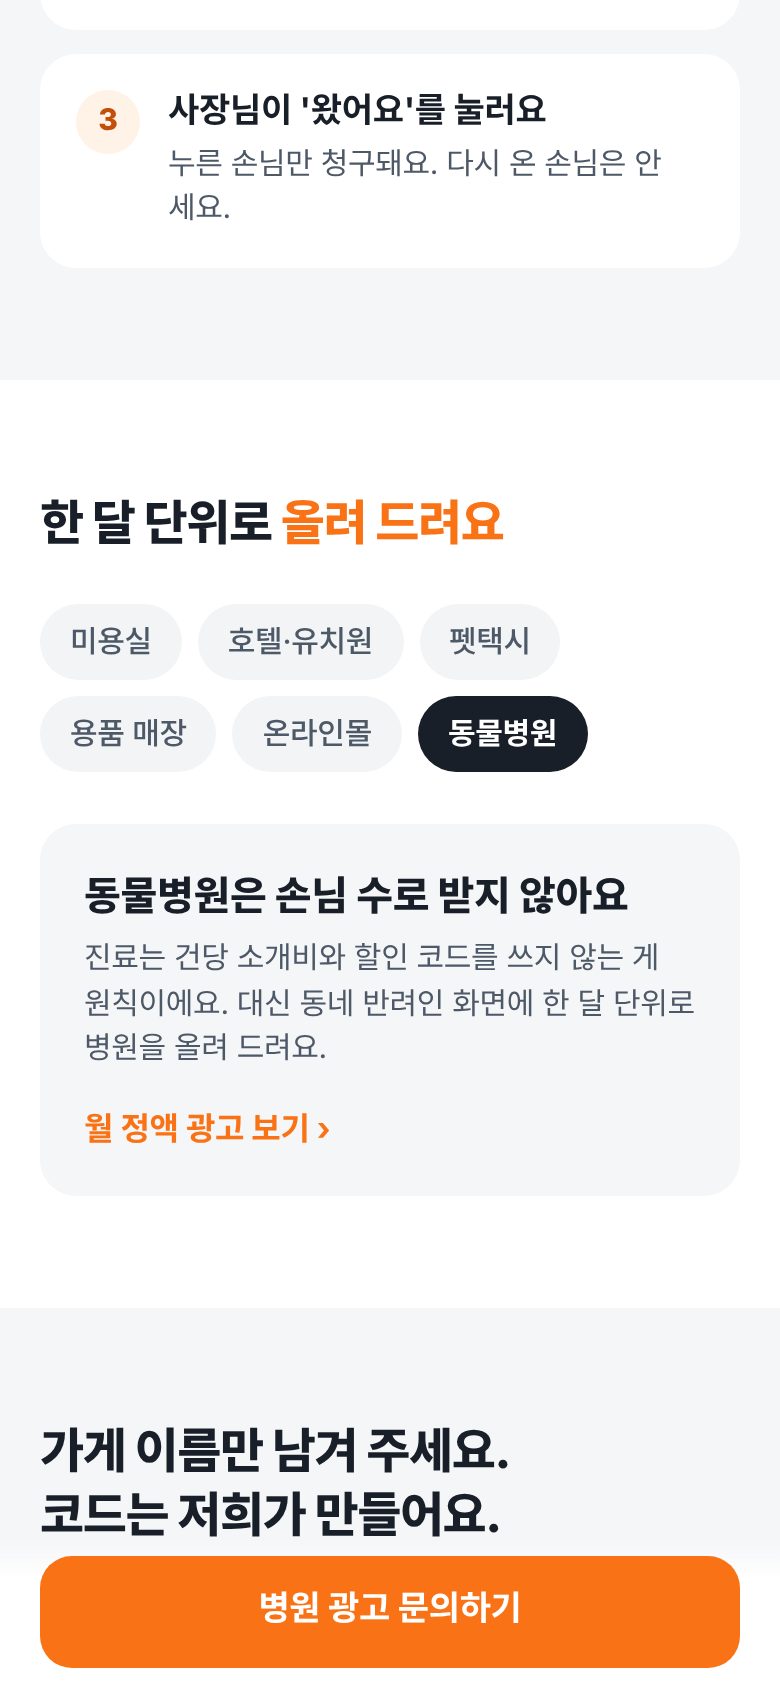 3
사장님이 '왔어요'를 눌러요
누른 손님만 청구돼요. 다시 온 손님은 안
세요.
한 달 단위로 올려 드려요
미용실
호텔·유치원
펫택시
용품 매장
온라인몰
동물병원
동물병원은 손님 수로 받지 않아요
진료는 건당 소개비와 할인 코드를 쓰지 않는 게
원칙이에요. 대신 동네 반려인 화면에 한 달 단위로
병원을 올려 드려요.
월 정액 광고 보기 ›
가게 이름만 남겨 주세요.
코드는 저희가 만들어요.
병원 광고 문의하기